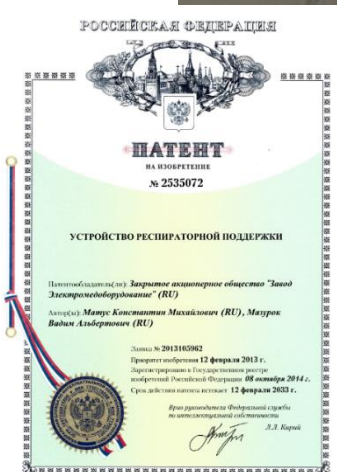 РОССИЙСКАЯ ФЕДЕРАЦИЯ
ПАТЕНТ
НА ИЗОБРЕТЕНИЕ
№ 2535072
УСТРОЙСТВО РЕСПИРАТОРНОЙ ПОДДЕРЖКИ
Патентообладатель(ли): Закрытое акционерное общество "Завод
Электромедоборудование" (RU)
Автор(ы): Матус Константин Михайлович (RU), Мазурок
Вадим Альбертович (RU)
Заявка № 2013105962
Приоритет изобретения 12 февраля 2013 г.
Зарегистрировано в Государственном реестре
изобретений Российской Федерации 08 октября 2014 г.
Срок действия патента истекает 12 февраля 2033 г.
Врио руководителя Федеральной службы
по интеллектуальной собственности
Л.Л. Кирий